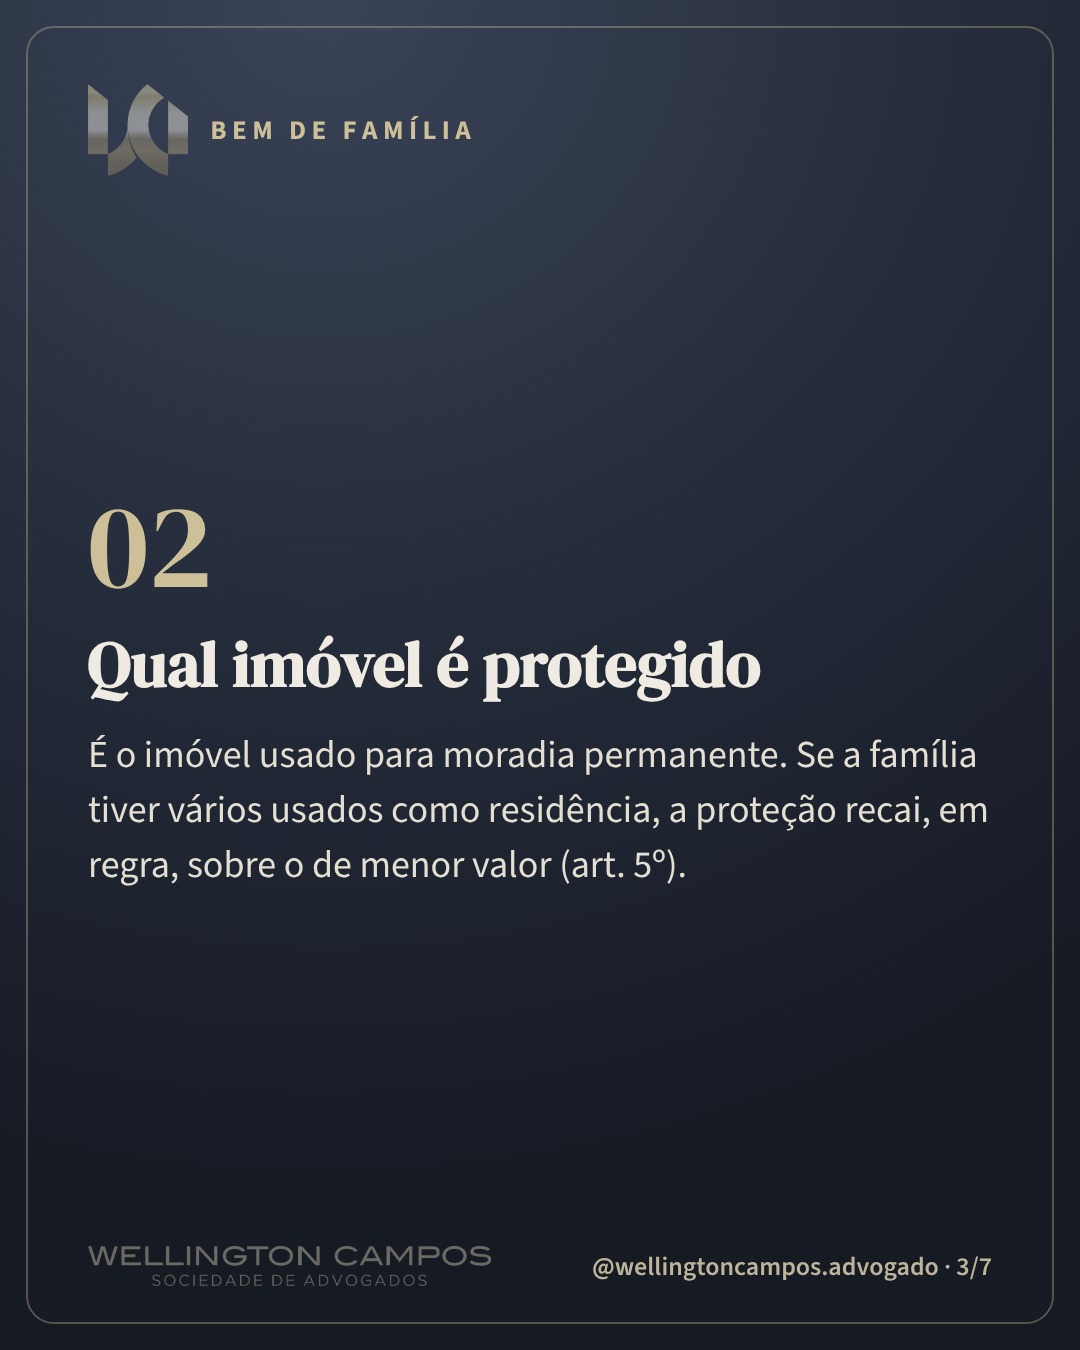 BEM DE FAMÍLIA
02
Qual imóvel é protegido
É o imóvel usado para moradia permanente. Se a família
tiver vários usados como residência, a proteção recai, em
regra, sobre o de menor valor (art. 5º).
WELLINGTON CAMPOS
SOCIEDADE DE ADVOGADOS
@wellingtoncampos.advogado · 3/7